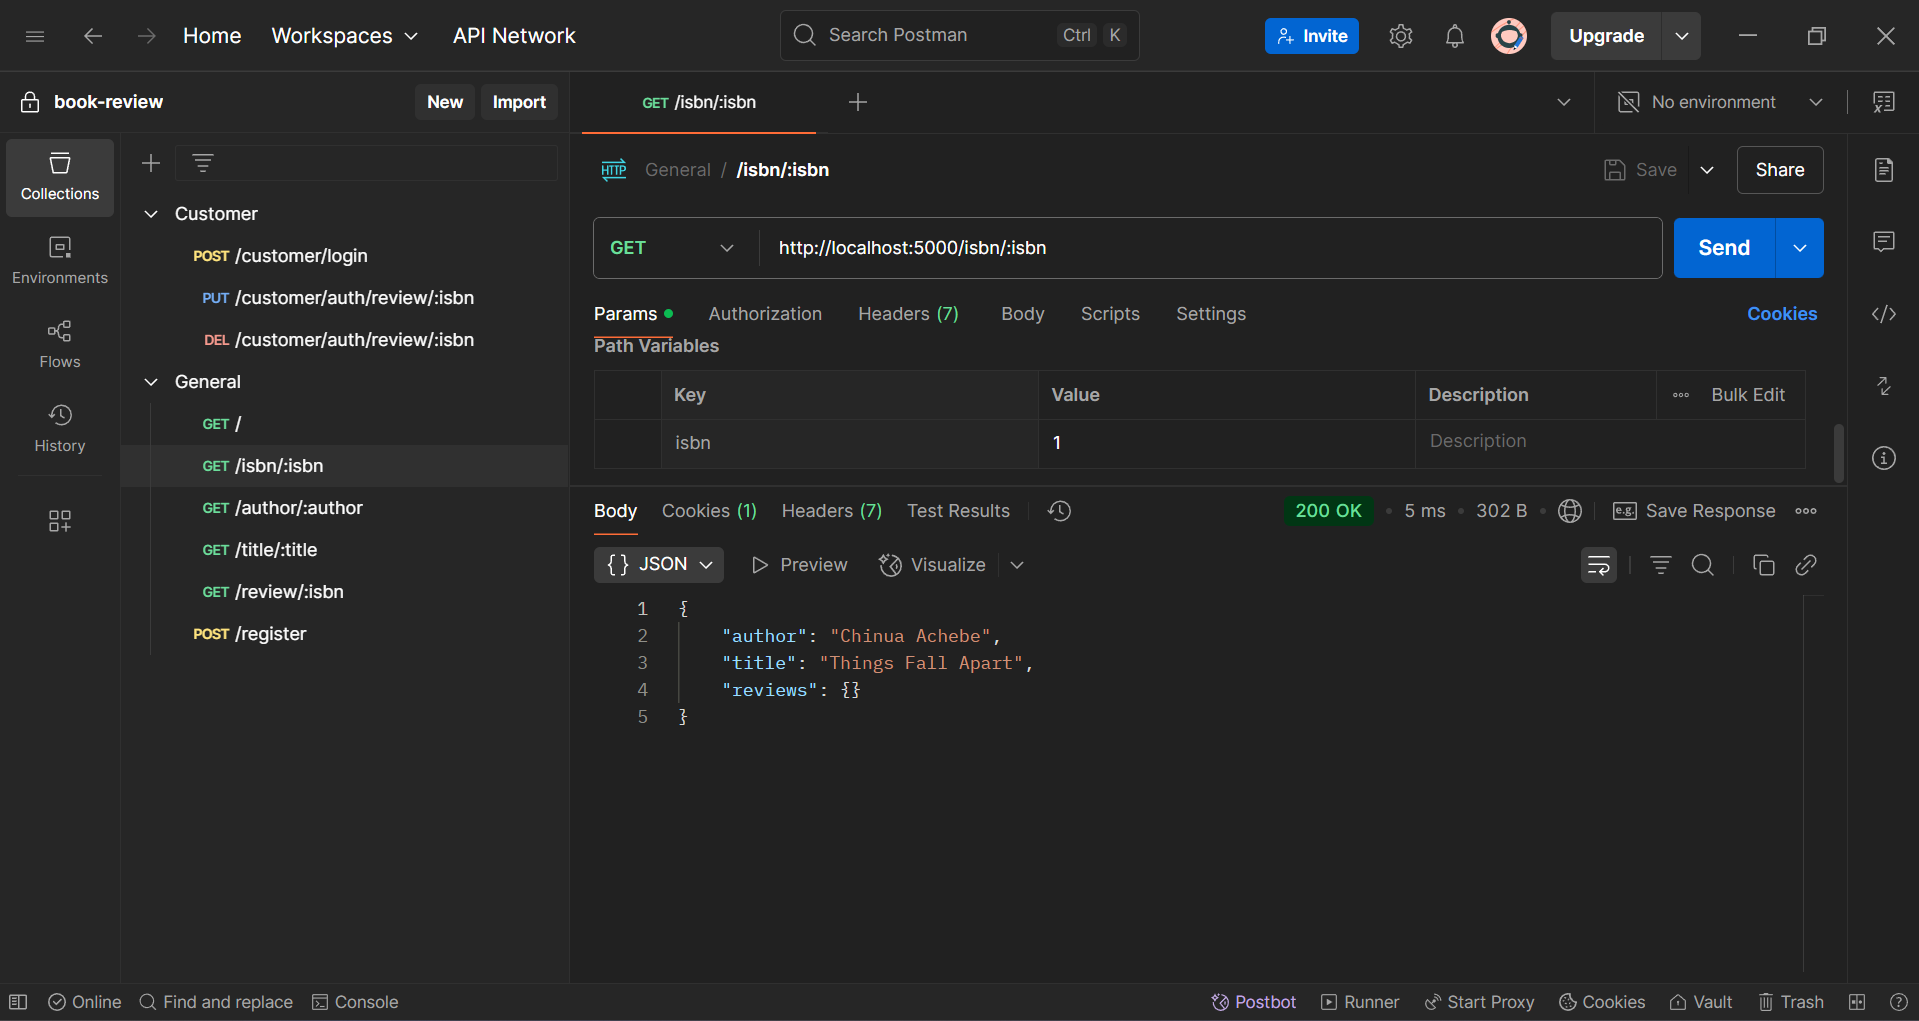 Home Workspaces API Network Search Postman Ctrl K Invite Upgrade
book-review New Import GET /isbn/:isbn No environment
Collections
Environments
Flows
History
Customer
POST /customer/login
PUT /customer/auth/review/:isbn
DEL /customer/auth/review/:isbn
General
GET /
GET /isbn/:isbn
GET /author/:author
GET /title/:title
GET /review/:isbn
POST /register
HTTP General / /isbn/:isbn Save Share
GET http://localhost:5000/isbn/:isbn Send
Params Authorization Headers (7) Body Scripts Settings Cookies
Path Variables
Key Value Description Bulk Edit
isbn 1 Description
Body Cookies (1) Headers (7) Test Results 200 OK • 5 ms • 302 B • e.g. Save Response
{} JSON Preview Visualize
1 {
2 "author": "Chinua Achebe",
3 "title": "Things Fall Apart",
4 "reviews": {}
5 }
Online Find and replace Console Postbot Runner Start Proxy Cookies Vault Trash